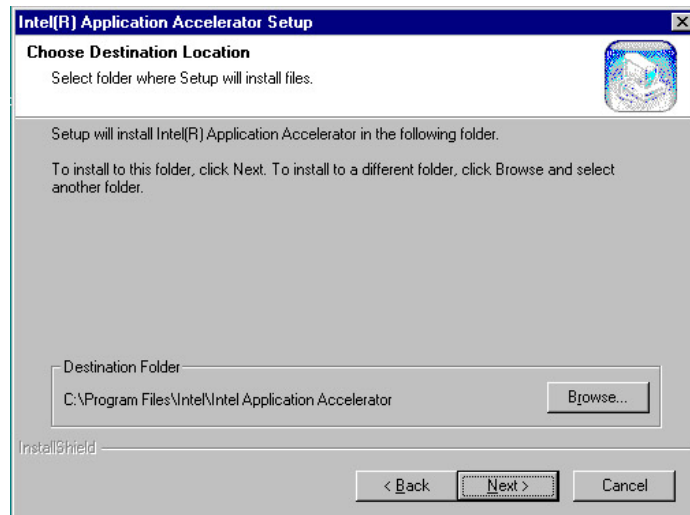 Intel(R) Application Accelerator Setup
Choose Destination Location
Select folder where Setup will install files.
Setup will install Intel(R) Application Accelerator in the following folder.
To install to this folder, click Next. To install to a different folder, click Browse and select
another folder.
Destination Folder
C:\Program Files\Intel\Intel Application Accelerator
Browse...
InstallShield
< Back
Next >
Cancel